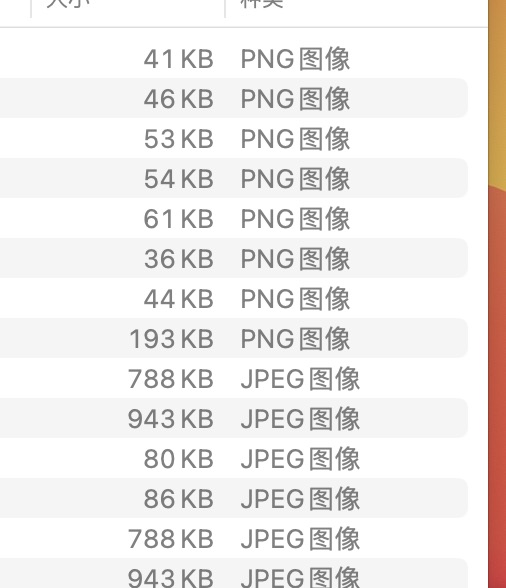 大小 种类
41 KB PNG图像
46 KB PNG图像
53 KB PNG图像
54 KB PNG图像
61 KB PNG图像
36 KB PNG图像
44 KB PNG图像
193 KB PNG图像
788 KB JPEG图像
943 KB JPEG图像
80 KB JPEG图像
86 KB JPEG图像
788 KB JPEG图像
943 KB JPEG图像